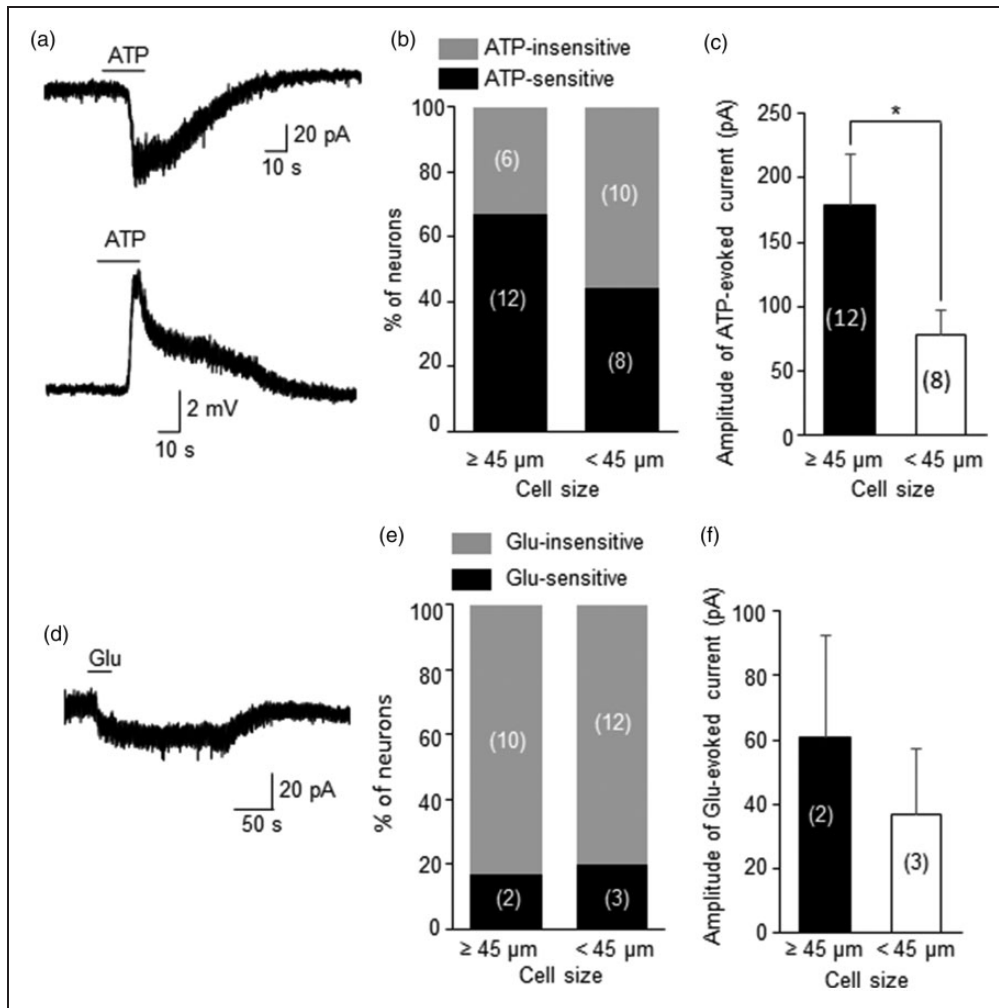 (a)
ATP
20 pA
10 s
ATP
2 mV
10 s
(b)
ATP-insensitive
ATP-sensitive
% of neurons
100
80
60
40
20
0
(6)
(10)
(12)
(8)
≥ 45 µm
< 45 µm
Cell size
(c)
Amplitude of ATP-evoked current (pA)
250
200
150
100
50
0
*
(12)
(8)
≥ 45 µm
< 45 µm
Cell size
(d)
Glu
20 pA
50 s
(e)
Glu-insensitive
Glu-sensitive
% of neurons
100
80
60
40
20
0
(10)
(12)
(2)
(3)
≥ 45 µm
< 45 µm
Cell size
(f)
Amplitude of Glu-evoked current (pA)
100
80
60
40
20
0
(2)
(3)
≥ 45 µm
< 45 µm
Cell size